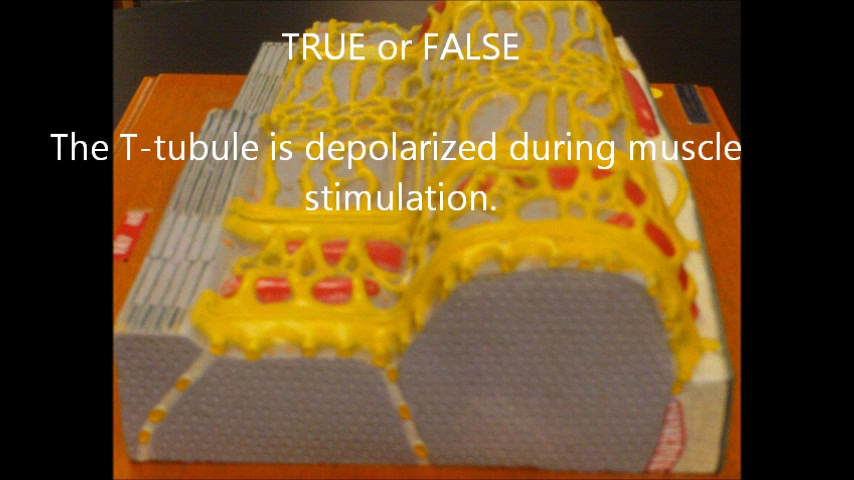 TRUE or FALSE
The T-tubule is depolarized during muscle
stimulation.